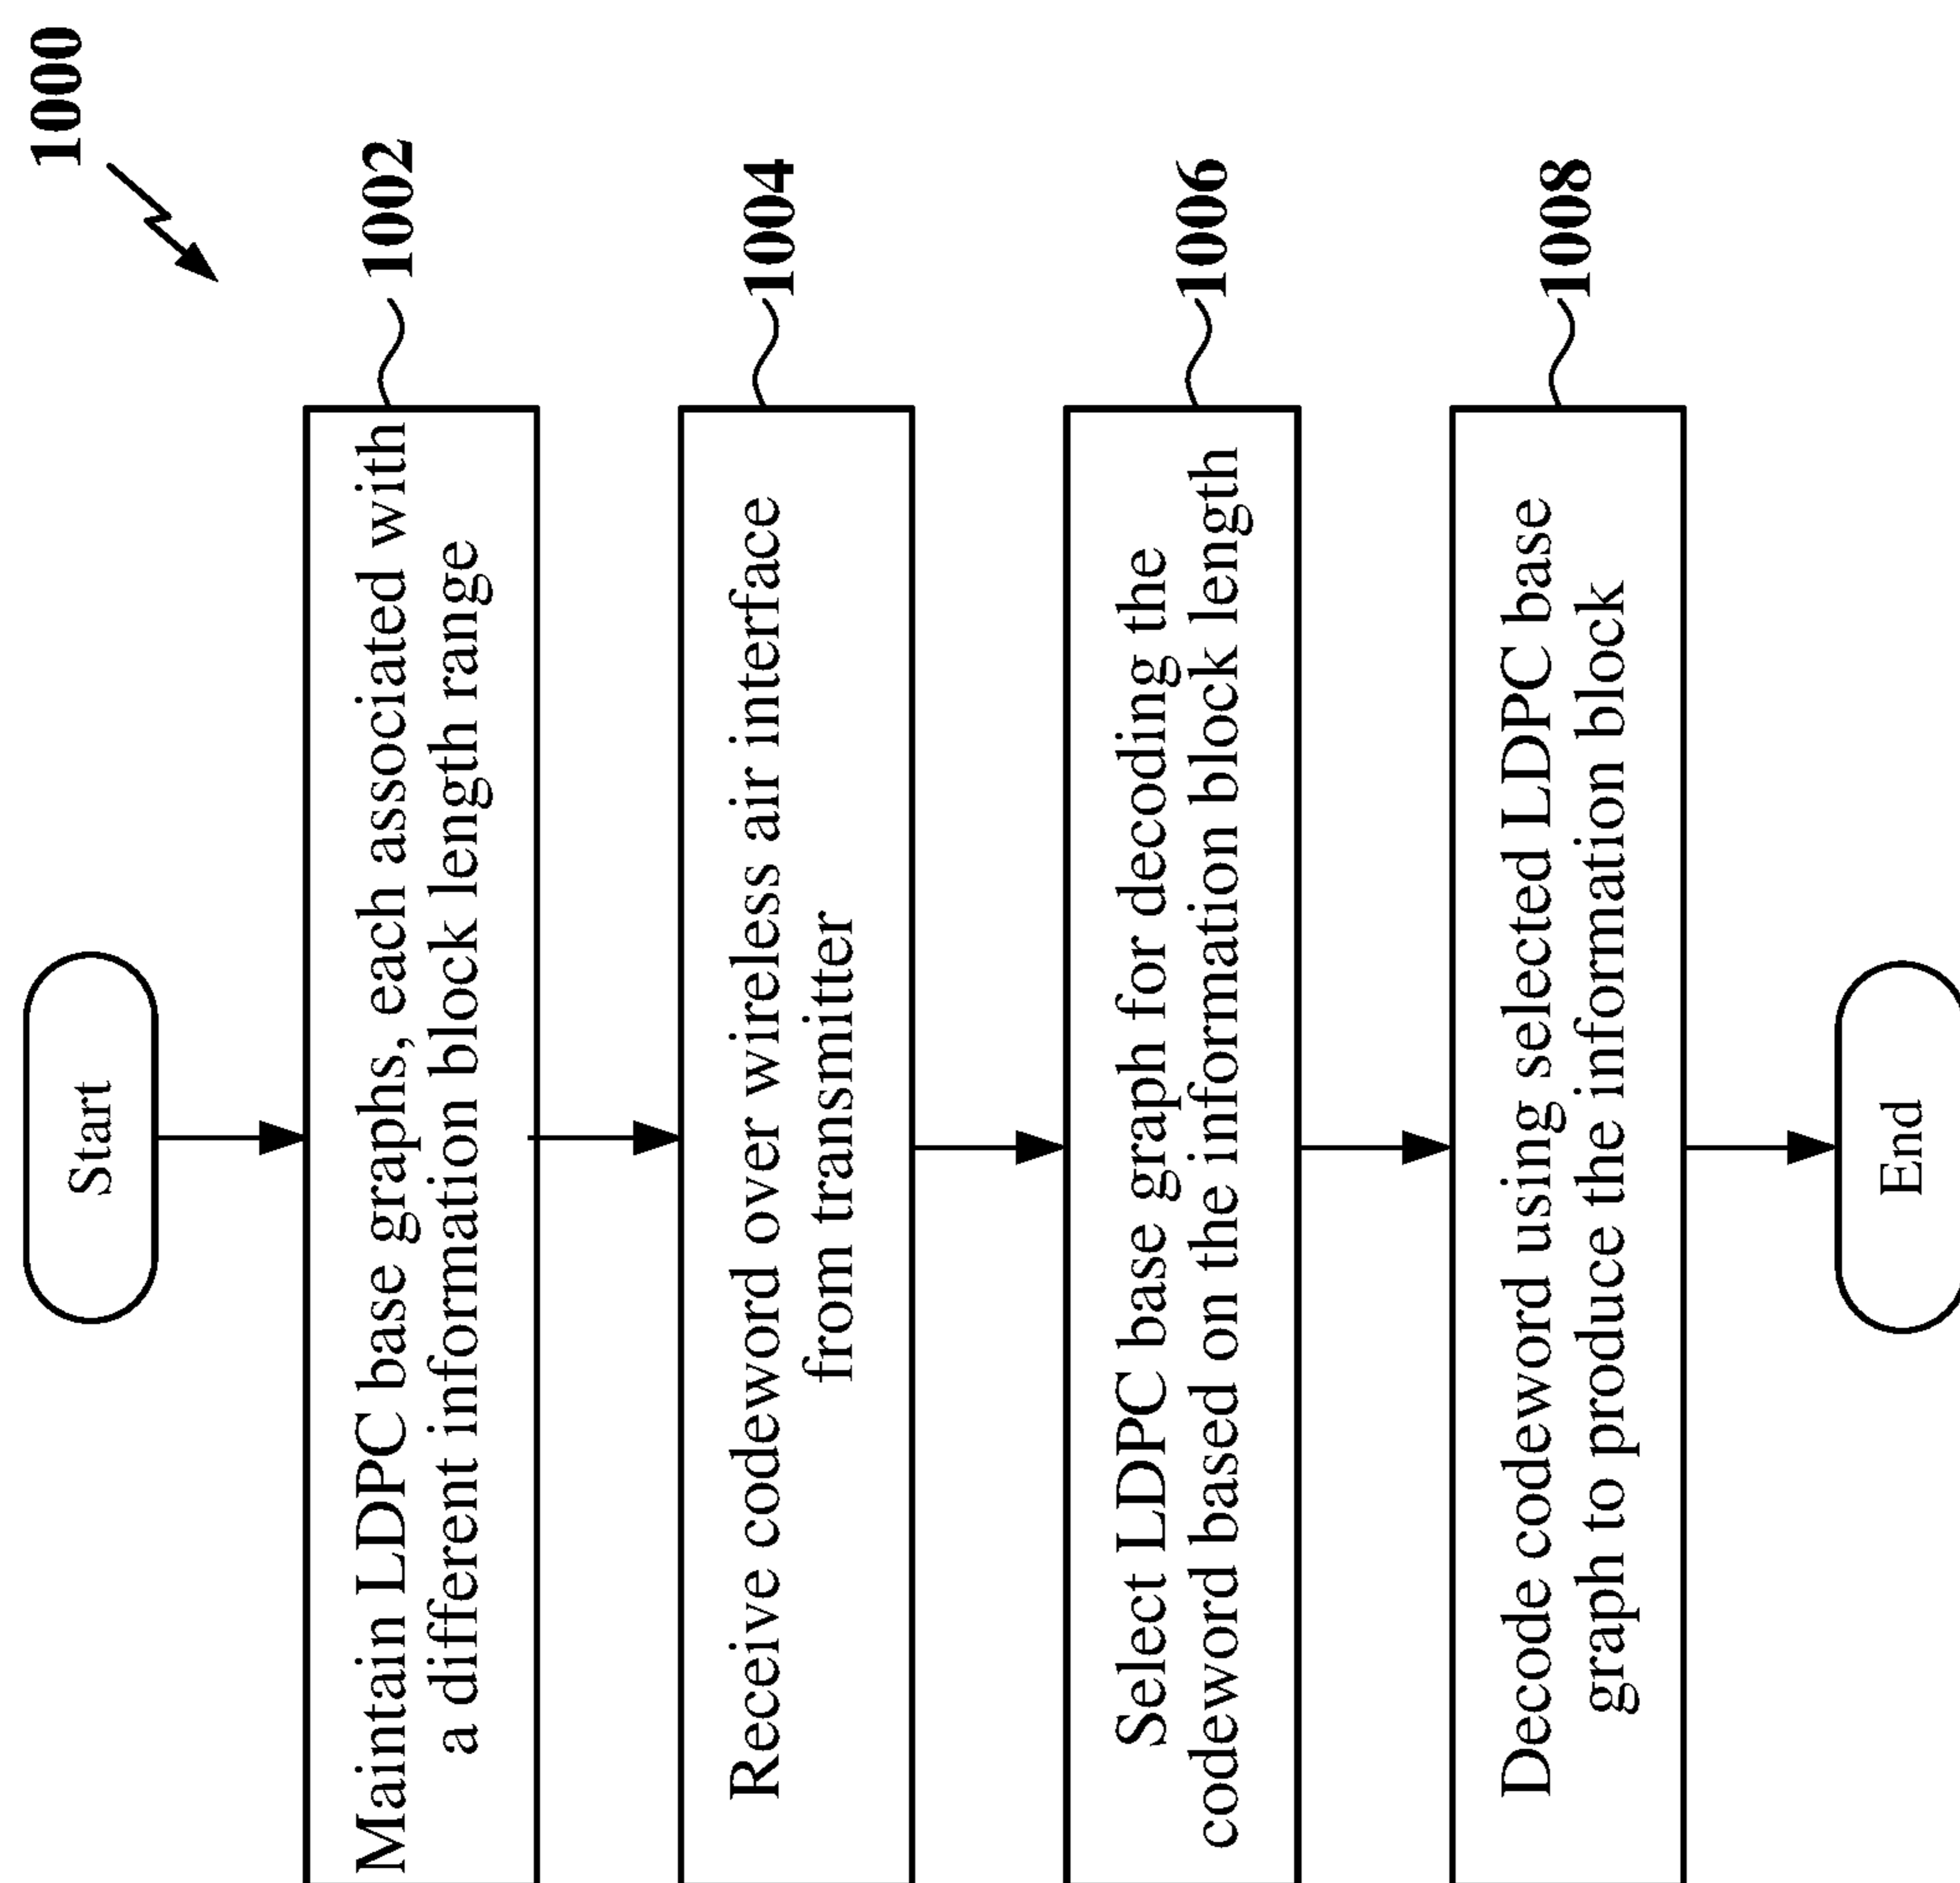 1000
Start
Maintain LDPC base graphs, each associated with
a different information block length range
1002
Receive codeword over wireless air interface
from transmitter
1004
Select LDPC base graph for decoding the
codeword based on the information block length
1006
Decode codeword using selected LDPC base
graph to produce the information block
1008
End